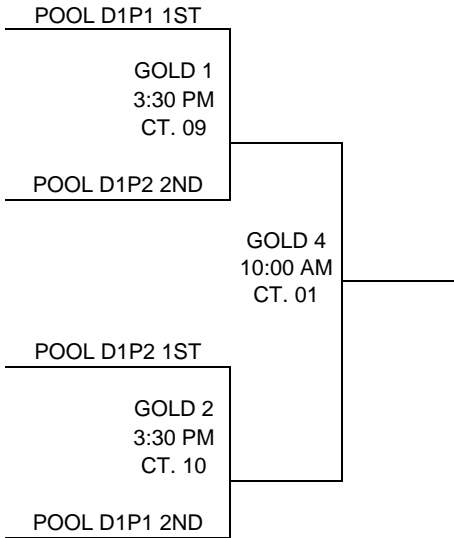 POOL D1P1 1ST
GOLD 1
3:30 PM
CT. 09
POOL D1P2 2ND
GOLD 4
10:00 AM
CT. 01
POOL D1P2 1ST
GOLD 2
3:30 PM
CT. 10
POOL D1P1 2ND